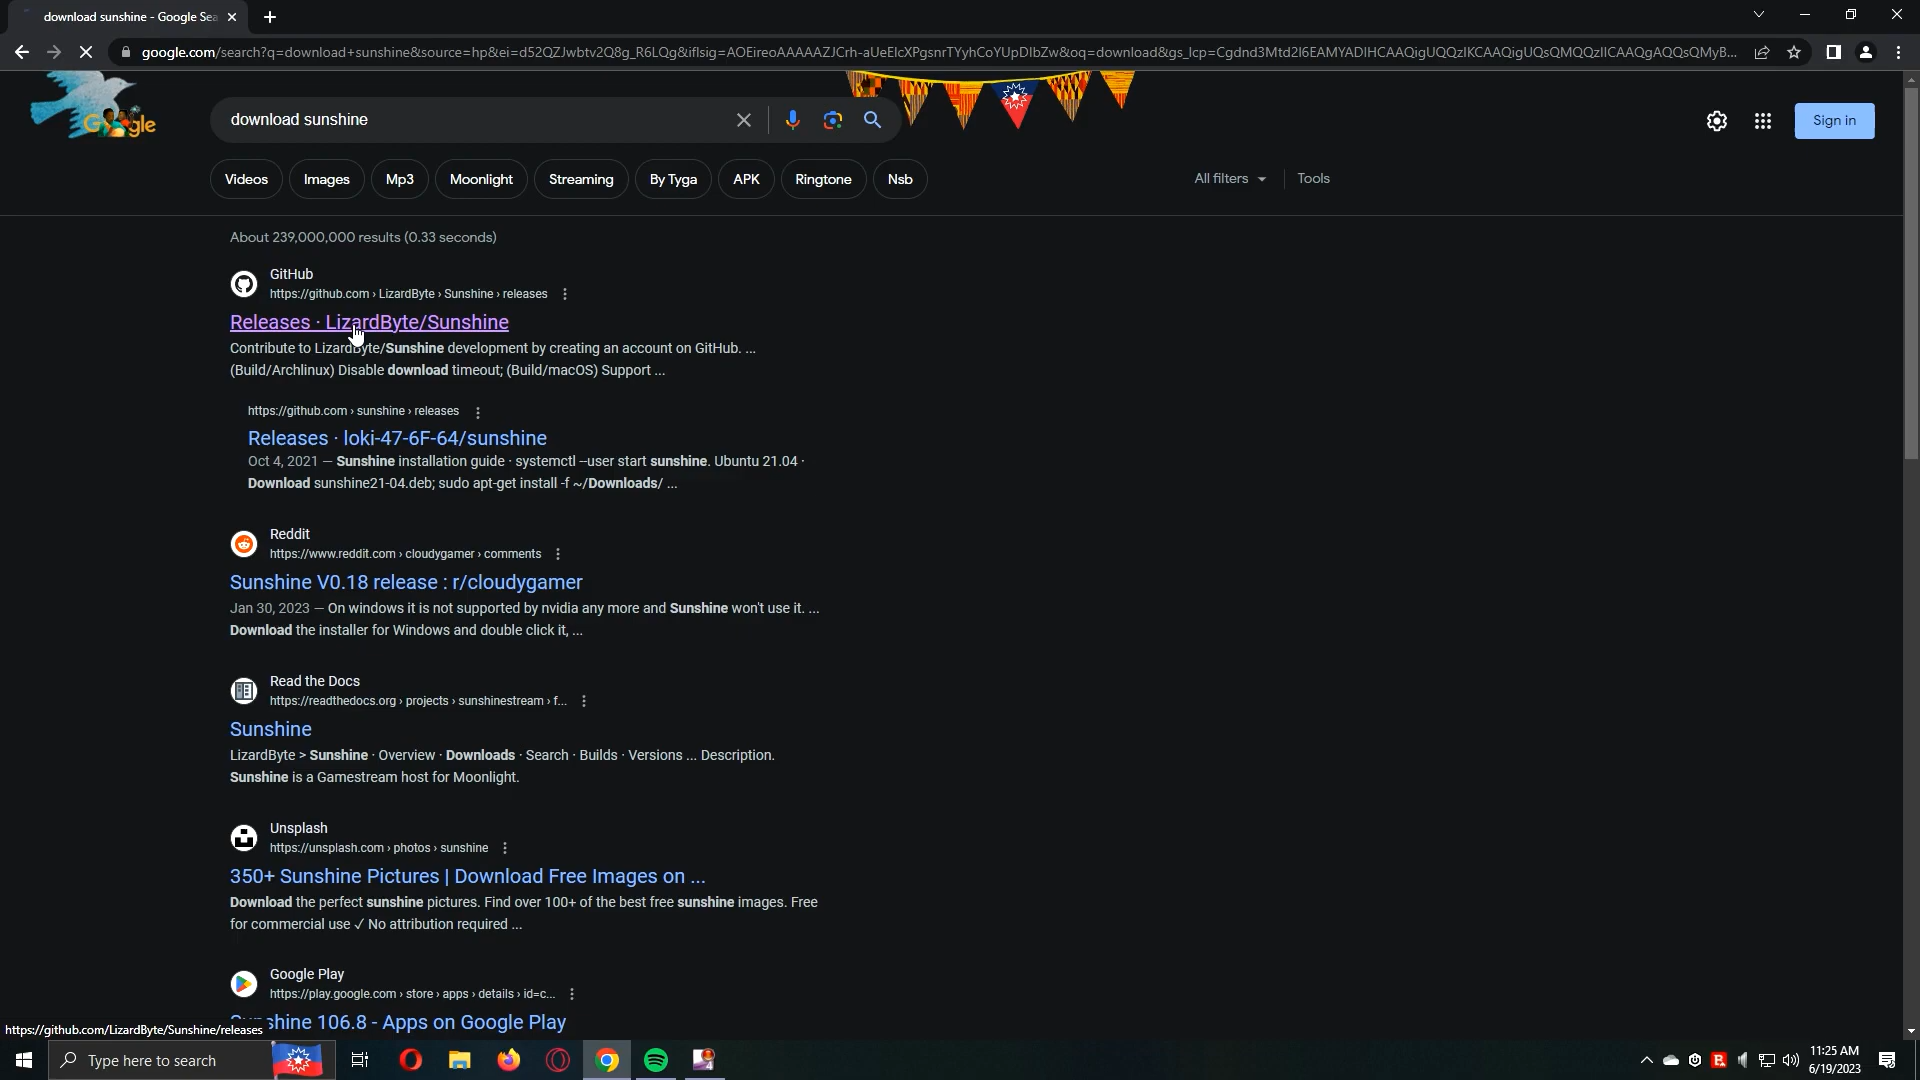 download sunshine - Google Sea
google.com/search?q=download+sunshine&source=hp&ei=d52QZJwbtv2Q8g_R6LQg&iflsig=AOEireoAAAAAZJCrh-aUeEIcXPgsnrTYyhCoYUpDIbZw&oq=download&gs_lcp=Cgdnd3Mtd2l6EAMYADIHCAAQigUQQzIKCAAQigUQsQMQQzIICAAQgAQQsQMyB...
Google
download sunshine
Sign in
Videos
Images
Mp3
Moonlight
Streaming
By Tyga
APK
Ringtone
Nsb
All filters
Tools
About 239,000,000 results (0.33 seconds)
GitHub
https://github.com › LizardByte › Sunshine › releases
Releases · LizardByte/Sunshine
Contribute to LizardByte/Sunshine development by creating an account on GitHub. ...
(Build/Archlinux) Disable download timeout; (Build/macOS) Support ...
https://github.com › sunshine › releases
Releases · loki-47-6F-64/sunshine
Oct 4, 2021 — Sunshine installation guide · systemctl --user start sunshine. Ubuntu 21.04 ·
Download sunshine21-04.deb; sudo apt-get install -f ~/Downloads/ ...
Reddit
https://www.reddit.com › cloudygamer › comments
Sunshine V0.18 release : r/cloudygamer
Jan 30, 2023 — On windows it is not supported by nvidia any more and Sunshine won't use it. ...
Download the installer for Windows and double click it, ...
Read the Docs
https://readthedocs.org › projects › sunshinestream › f...
Sunshine
LizardByte > Sunshine · Overview · Downloads · Search · Builds · Versions ... Description.
Sunshine is a Gamestream host for Moonlight.
Unsplash
https://unsplash.com › photos › sunshine
350+ Sunshine Pictures | Download Free Images on ...
Download the perfect sunshine pictures. Find over 100+ of the best free sunshine images. Free
for commercial use ✓ No attribution required ...
Google Play
https://play.google.com › store › apps › details › id=c...
Sunshine 106.8 - Apps on Google Play
https://github.com/LizardByte/Sunshine/releases
Type here to search
11:25 AM
6/19/2023